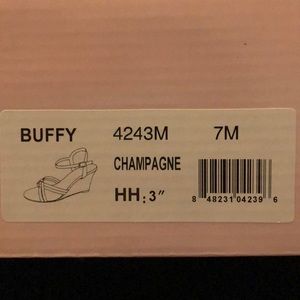 BUFFY 4243M 7M
CHAMPAGNE
HH: 3"
8 48231 04239 6